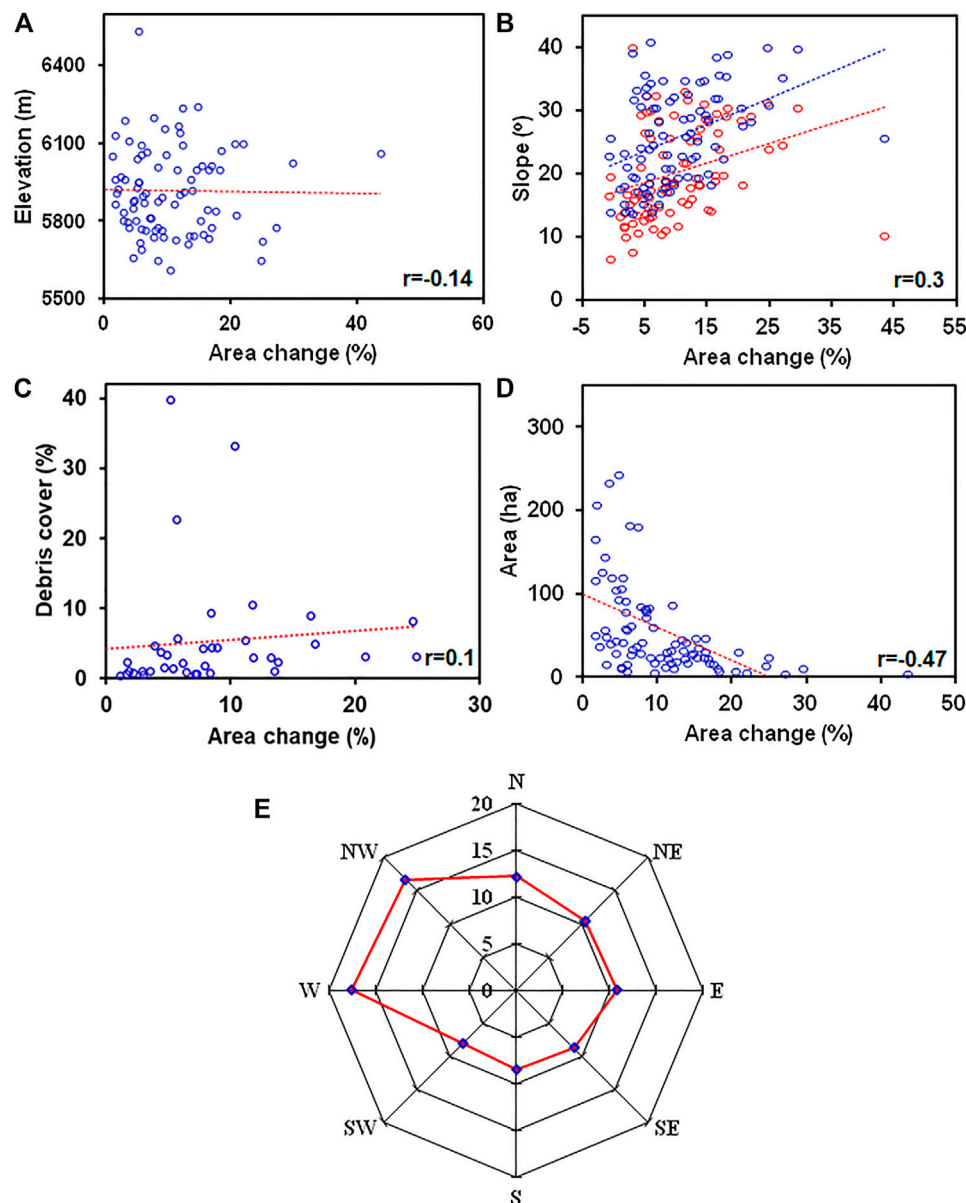 A
Elevation (m)
6400
6100
5800
5500
0
20
40
60
Area change (%)
r=-0.14
B
Slope (º)
40
30
20
10
0
-5
5
15
25
35
45
55
Area change (%)
r=0.3
C
Debris cover (%)
40
30
20
10
0
0
10
20
30
Area change (%)
r=0.1
D
Area (ha)
300
200
100
0
0
10
20
30
40
50
Area change (%)
r=-0.47
E
N
NE
E
SE
S
SW
W
NW
20
15
10
5
0